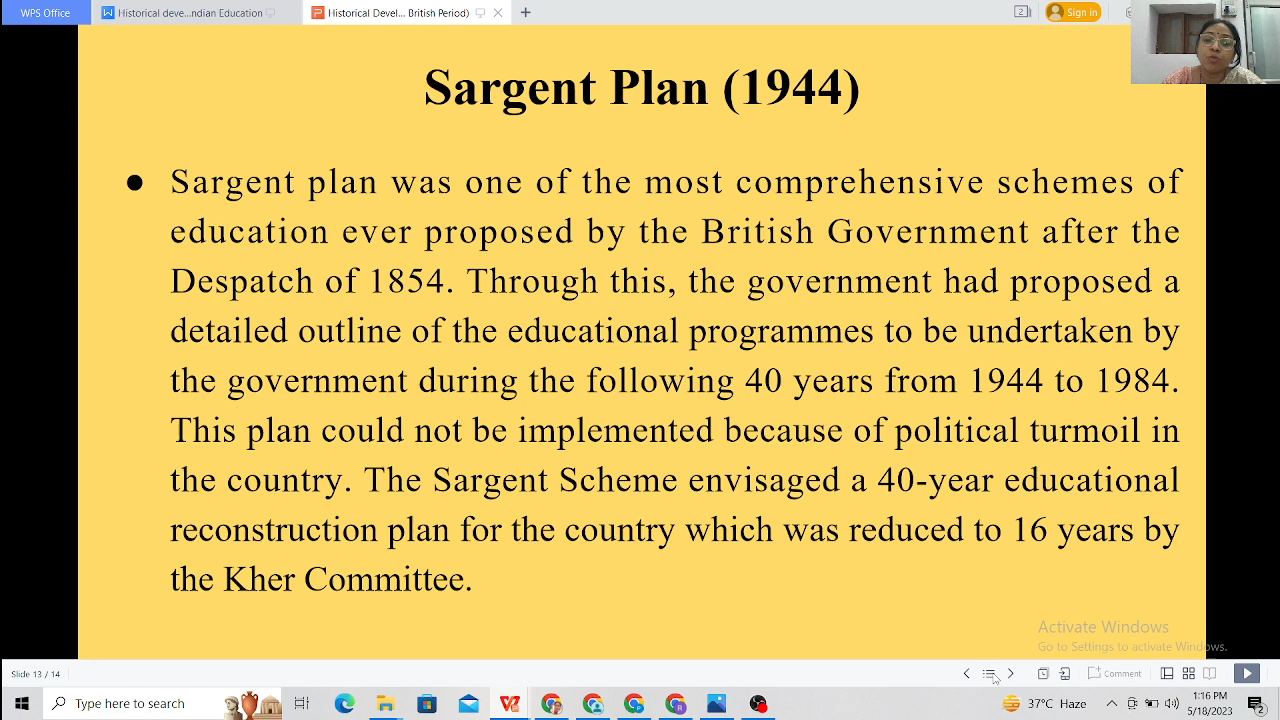 WPS Office
Historical deve...ndian Education
Historical Devel... British Period)
2
Sign in
Sargent Plan (1944)
● Sargent plan was one of the most comprehensive schemes of
education ever proposed by the British Government after the
Despatch of 1854. Through this, the government had proposed a
detailed outline of the educational programmes to be undertaken by
the government during the following 40 years from 1944 to 1984.
This plan could not be implemented because of political turmoil in
the country. The Sargent Scheme envisaged a 40-year educational
reconstruction plan for the country which was reduced to 16 years by
the Kher Committee.
Activate Windows
Go to Settings to activate Windows.
Slide 13 / 14
Comment
Type here to search
37°C Haze
1:16 PM
5/18/2023
2